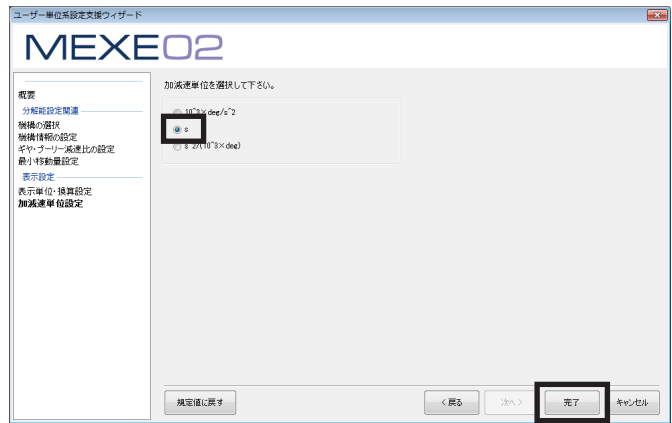 ユーザー単位系設定支援ウィザード
MEXE02
概要
分解能設定関連
機構の選択
機構情報の設定
ギヤ・プーリー減速比の設定
最小移動量設定
表示設定
表示単位・換算設定
加減速単位設定
加減速単位を選択して下さい。
10^3×deg/s^2
s
s^2/(10^3×deg)
規定値に戻す
< 戻る
次へ >
完了
キャンセル